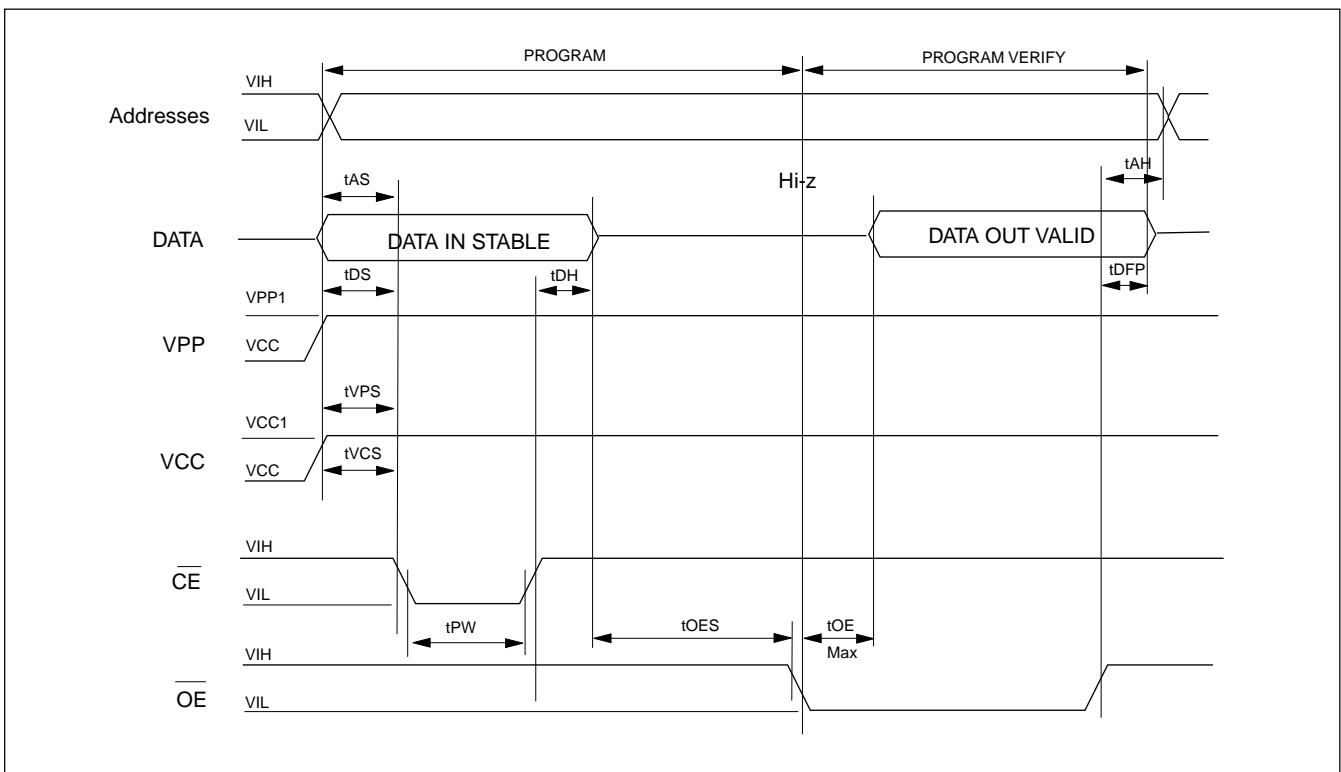 PROGRAM
PROGRAM VERIFY
VIH
Addresses
VIL
tAS
Hi-z
tAH
DATA
DATA IN STABLE
DATA OUT VALID
tDS
tDH
tDFP
VPP1
VPP
VCC
tVPS
VCC1
VCC
tVCS
VCC
VIH
CE
VIL
tPW
tOES
tOE
Max
VIH
OE
VIL